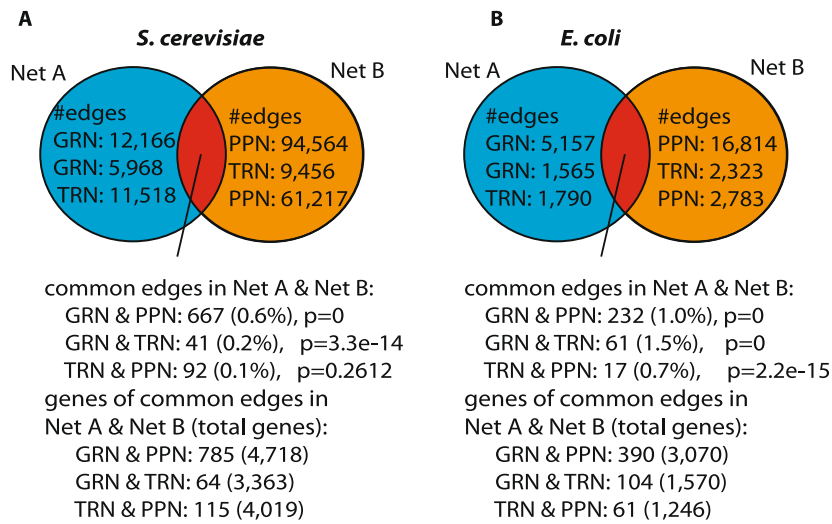 A
S. cerevisiae
Net A
Net B
#edges
GRN: 12,166
GRN: 5,968
TRN: 11,518
#edges
PPN: 94,564
TRN: 9,456
PPN: 61,217
common edges in Net A & Net B:
GRN & PPN: 667 (0.6%), p=0
GRN & TRN: 41 (0.2%), p=3.3e-14
TRN & PPN: 92 (0.1%), p=0.2612
genes of common edges in
Net A & Net B (total genes):
GRN & PPN: 785 (4,718)
GRN & TRN: 64 (3,363)
TRN & PPN: 115 (4,019)
B
E. coli
Net A
Net B
#edges
GRN: 5,157
GRN: 1,565
TRN: 1,790
#edges
PPN: 16,814
TRN: 2,323
PPN: 2,783
common edges in Net A & Net B:
GRN & PPN: 232 (1.0%), p=0
GRN & TRN: 61 (1.5%), p=0
TRN & PPN: 17 (0.7%), p=2.2e-15
genes of common edges in
Net A & Net B (total genes):
GRN & PPN: 390 (3,070)
GRN & TRN: 104 (1,570)
TRN & PPN: 61 (1,246)